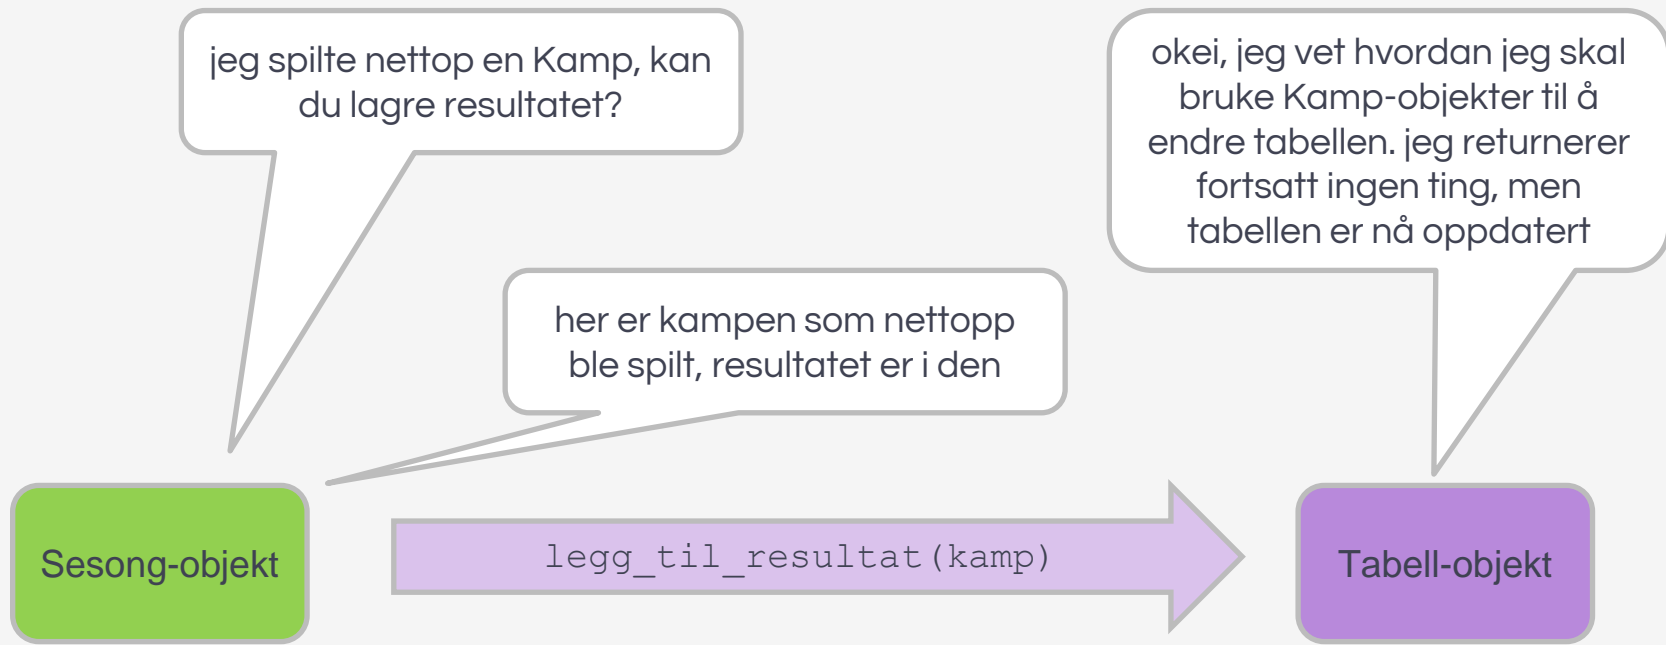 jeg spilte nettop en Kamp, kan
du lagre resultatet?
okei, jeg vet hvordan jeg skal
bruke Kamp-objekter til å
endre tabellen. jeg returnerer
fortsatt ingen ting, men
tabellen er nå oppdatert
her er kampen som nettopp
ble spilt, resultatet er i den
Sesong-objekt
legg_til_resultat(kamp)
Tabell-objekt